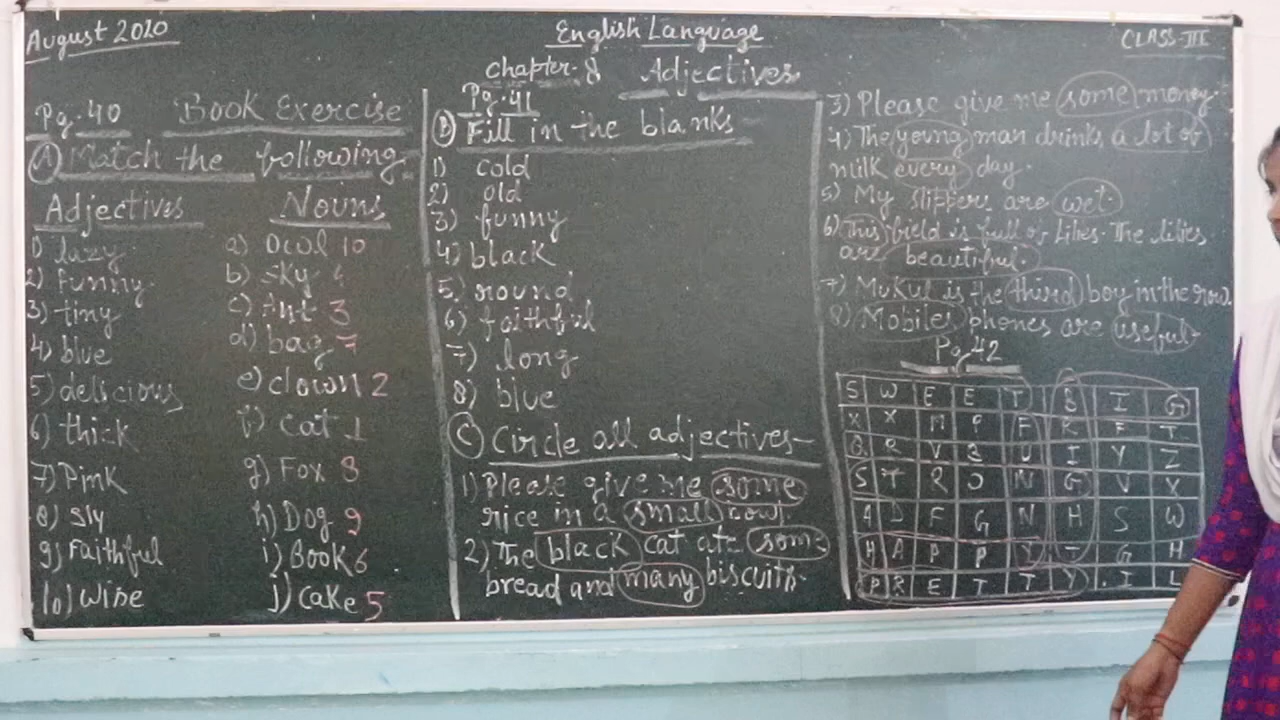 August 2020
English Language
CLASS-III
Chapter-8 Adjectives
Pg.40 Book Exercise
(A) Match the following
Adjectives Nouns
1) lazy a) Owl 10
2) Funny b) Sky 4
3) tiny c) Ant 3
4) blue d) bag 7
5) delscious e) clown 2
6) thick f) Cat 1
7) Pink g) Fox 8
8) sly h) Dog 9
9) Faithful i) Book 6
10) Wise j) Cake 5
Pg.41
(B) Fill in the blanks
1) cold
2) old
3) funny
4) black
5) round
6) faithful
7) long
8) blue
(C) Circle all adjectives-
1) Please give me some
rice in a small bowl
2) The black cat ate some
bread and many biscuits.
3) Please give me some money.
4) The young man drinks a lot of
milk every day.
5) My slippers are wet.
6) This field is full of Lilies. The lilies
are beautiful.
7) Mukul is the third boy in the row.
8) Mobiles phones are useful.
Pg.42
S W E E T B I G
X X M P F R F T
Q R V B U I Y Z
S T R O N G V X
A D F G N H S W
H A P P Y T G H
P R E T T Y . I L